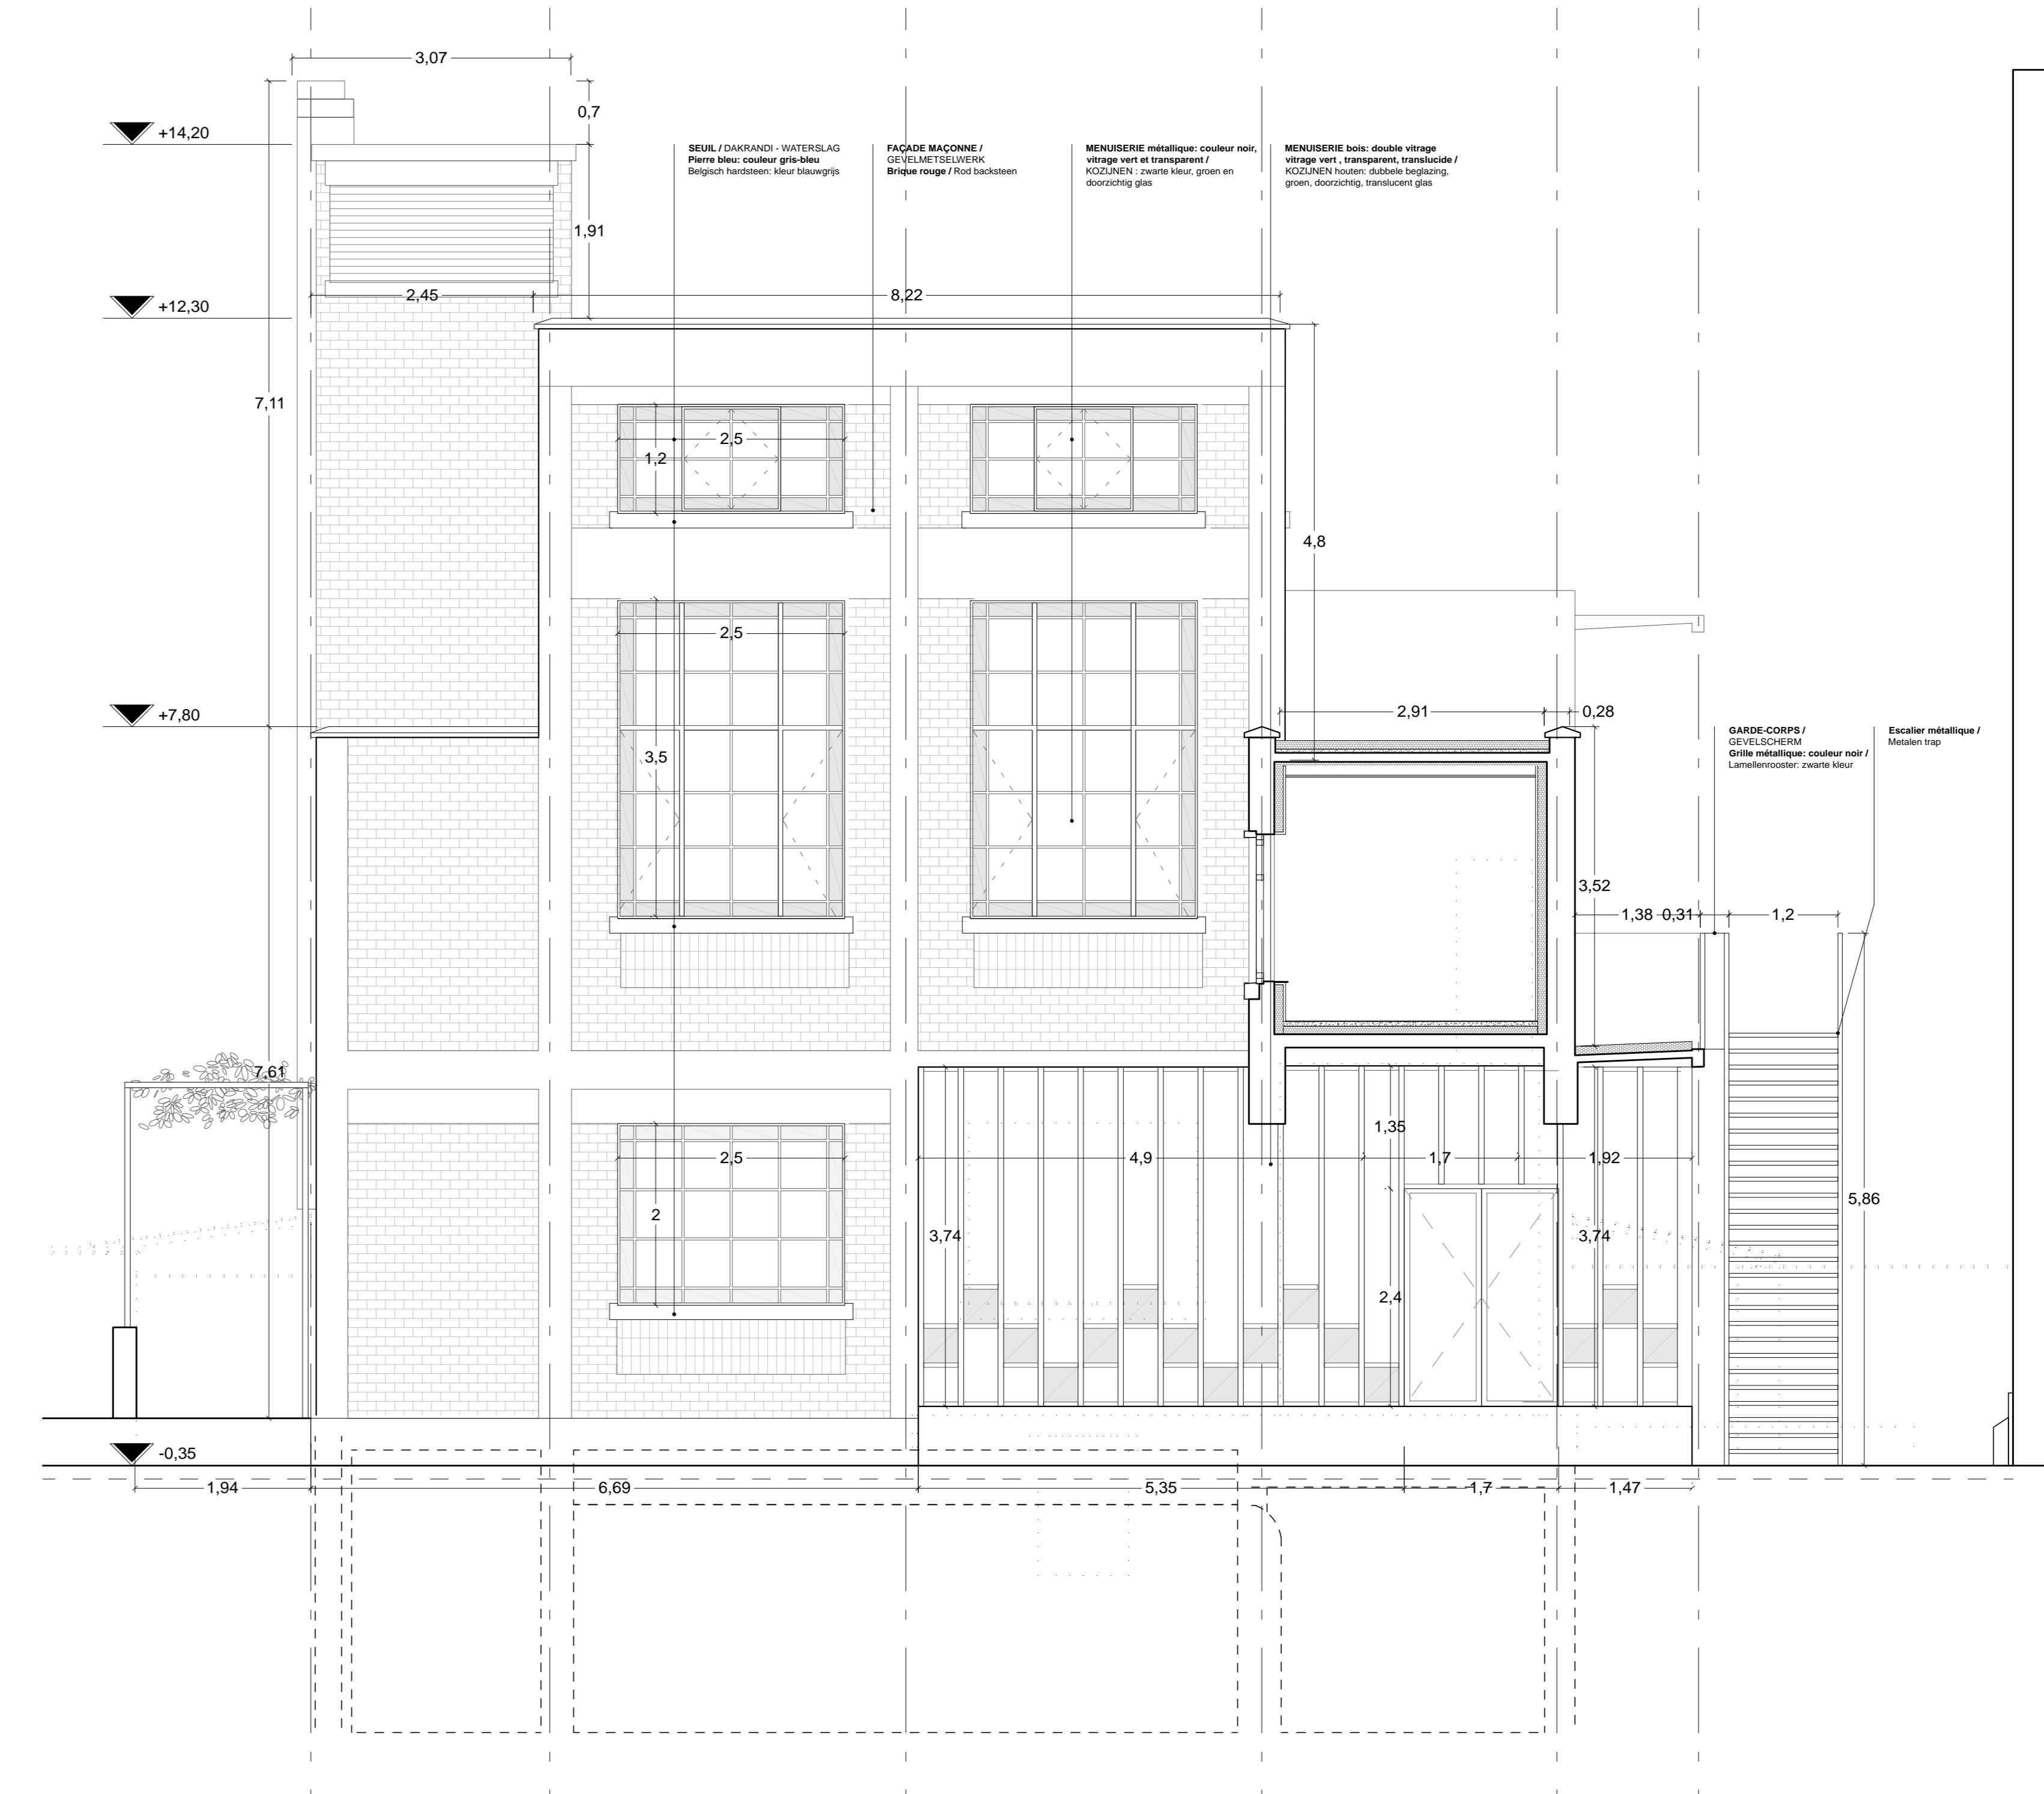 3,07
0,7
+14,20
SEUIL / DAKRANDI - WATERSLAG
Pierre bleu: couleur gris-bleu
Belgisch hardsteen: kleur blauwgrijs
FAÇADE MAÇONNE /
GEVELMETSELWERK
Brique rouge / Rod backsteen
MENUISERIE métallique: couleur noir,
vitrage vert et transparent /
KOZIJNEN : zwarte kleur, groen en
doorzichtig glas
MENUISERIE bois: double vitrage
vitrage vert , transparent, translucide /
KOZIJNEN houten: dubbele beglazing,
groen, doorzichtig, translucent glas
1,91
+12,30
2,45
8,22
7,11
2,5
1,2
4,8
2,5
+7,80
2,91
0,28
GARDE-CORPS /
GEVELSCHERM
Grille métallique: couleur noir /
Lamellenrooster: zwarte kleur
Escalier métallique /
Metalen trap
3,5
3,52
1,38
0,31
1,2
7,61
1,35
2,5
4,9
1,7
1,92
5,86
2
3,74
3,74
2,4
-0,35
1,94
6,69
5,35
1,7
1,47